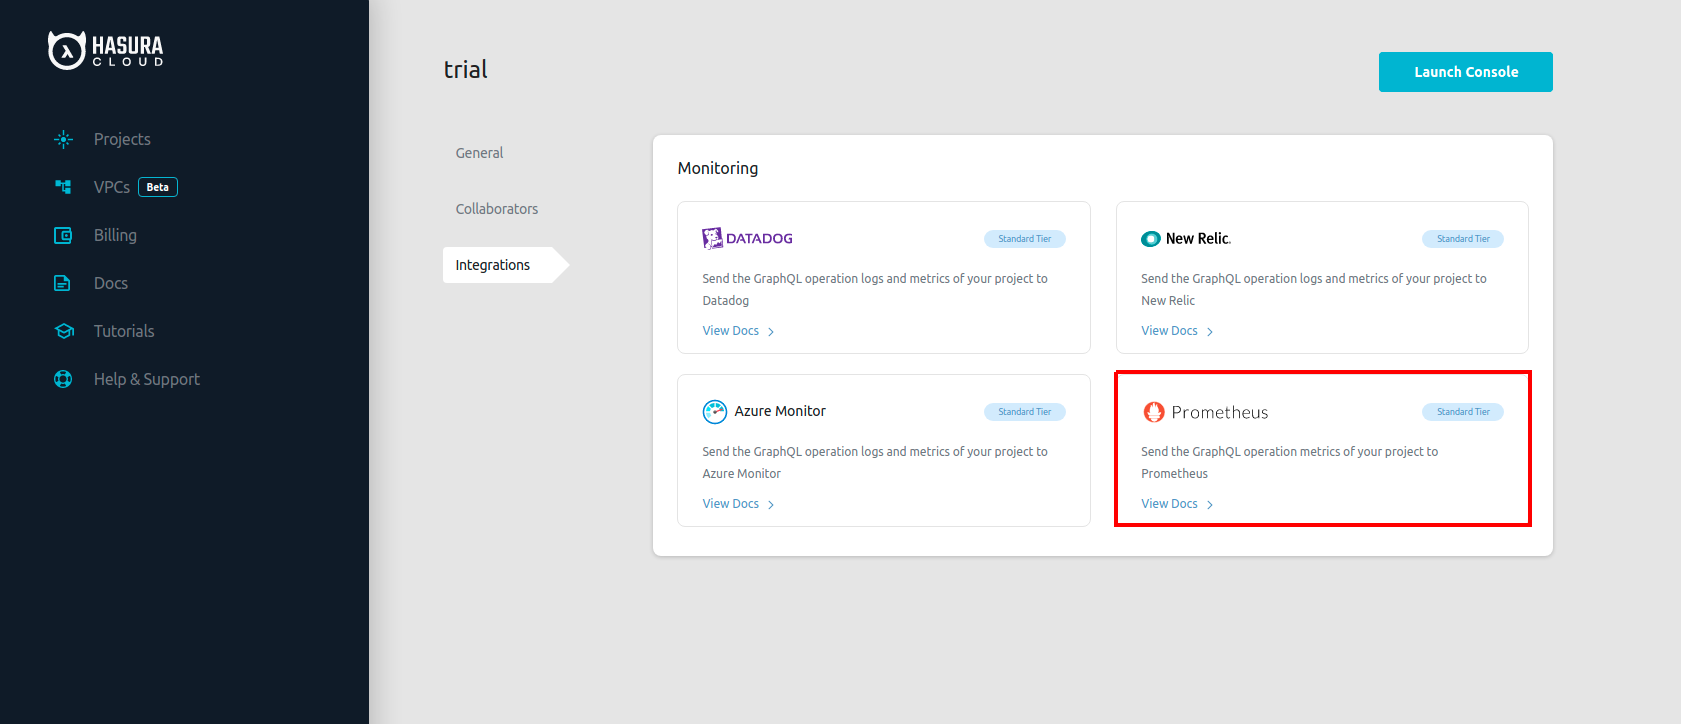 HASURA
CLOUD
Projects
VPCs Beta
Billing
Docs
Tutorials
Help & Support
trial
Launch Console
General
Collaborators
Integrations
Monitoring
DATADOG
Standard Tier
Send the GraphQL operation logs and metrics of your project to
Datadog
View Docs
New Relic.
Standard Tier
Send the GraphQL operation logs and metrics of your project to
New Relic
View Docs
Azure Monitor
Standard Tier
Send the GraphQL operation logs and metrics of your project to
Azure Monitor
View Docs
Prometheus
Standard Tier
Send the GraphQL operation metrics of your project to
Prometheus
View Docs